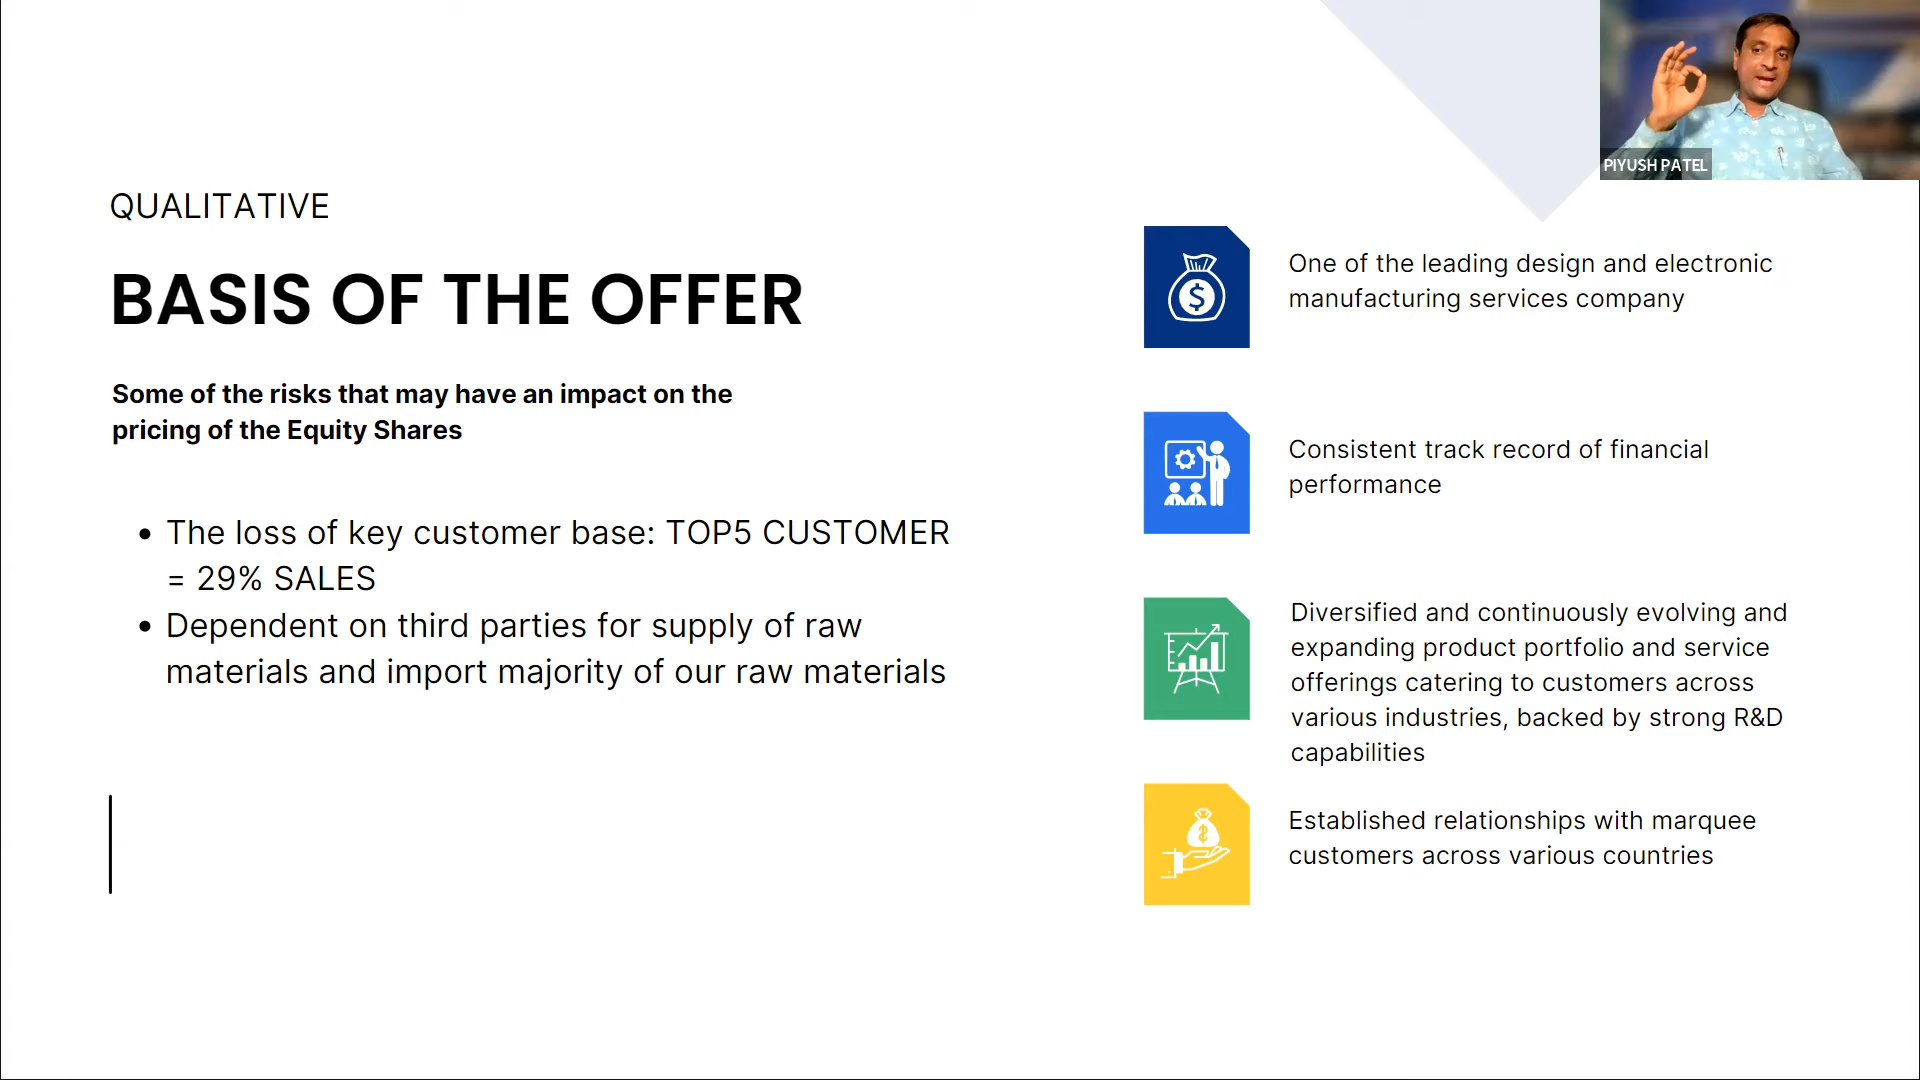 QUALITATIVE
BASIS OF THE OFFER
Some of the risks that may have an impact on the
pricing of the Equity Shares
• The loss of key customer base: TOP5 CUSTOMER
= 29% SALES
• Dependent on third parties for supply of raw
materials and import majority of our raw materials
PIYUSH PATEL
One of the leading design and electronic
manufacturing services company
Consistent track record of financial
performance
Diversified and continuously evolving and
expanding product portfolio and service
offerings catering to customers across
various industries, backed by strong R&D
capabilities
Established relationships with marquee
customers across various countries